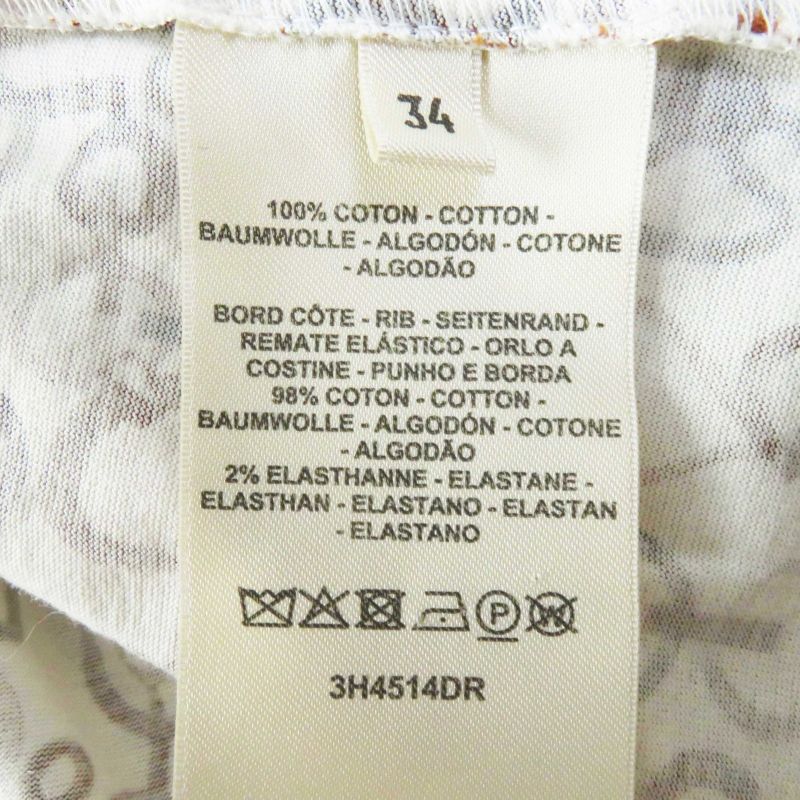 34
100% COTON - COTTON -
BAUMWOLLE - ALGODÓN - COTONE
- ALGODÃO
BORD CÔTE - RIB - SEITENRAND -
REMATE ELÁSTICO - ORLO A
COSTINE - PUNHO E BORDA
98% COTON - COTTON -
BAUMWOLLE - ALGODÓN - COTONE
- ALGODÃO
2% ELASTHANNE - ELASTANE -
ELASTHAN - ELASTANO - ELASTAN
- ELASTANO
P W
3H4514DR